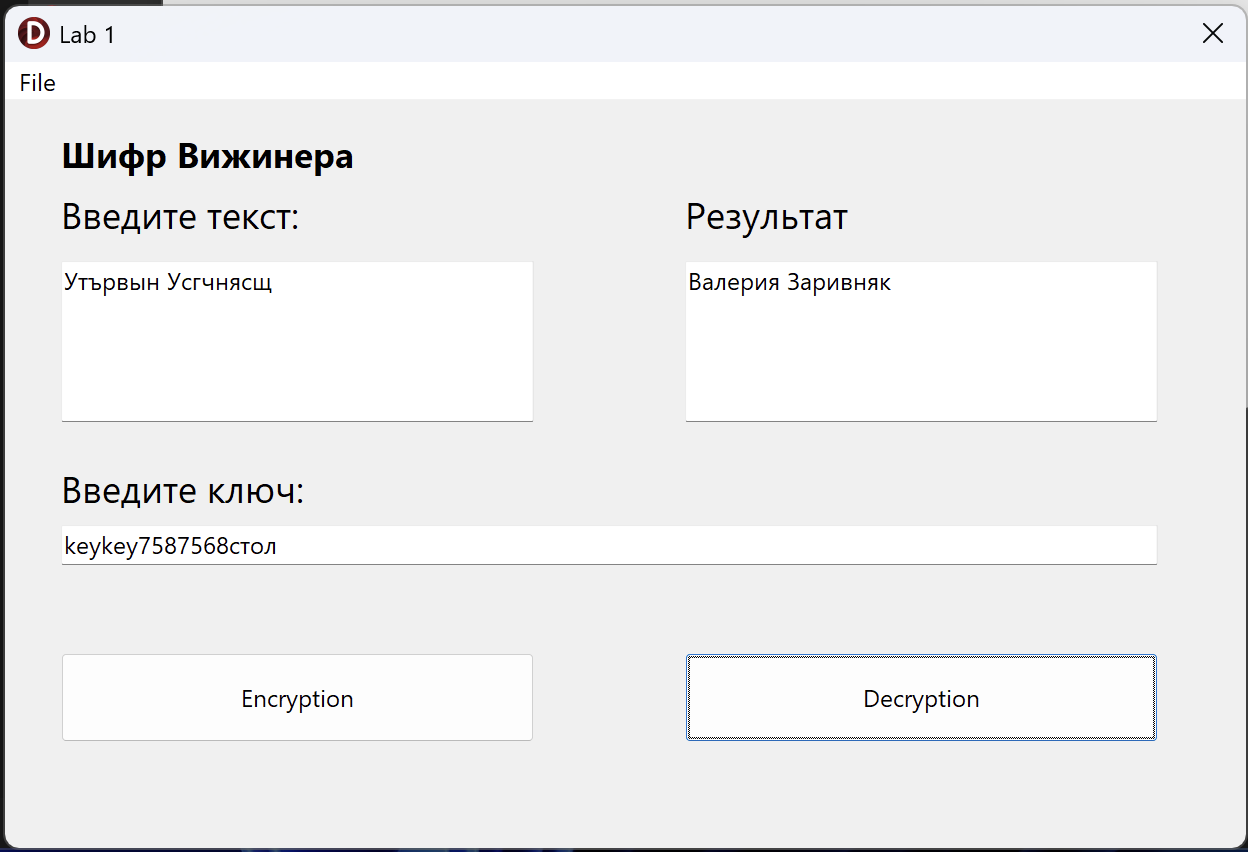 Lab 1
File
Шифр Вижинера
Введите текст:
Результат
Утървын Усгчнясщ
Валерия Заривняк
Введите ключ:
keykey7587568стол
Encryption
Decryption